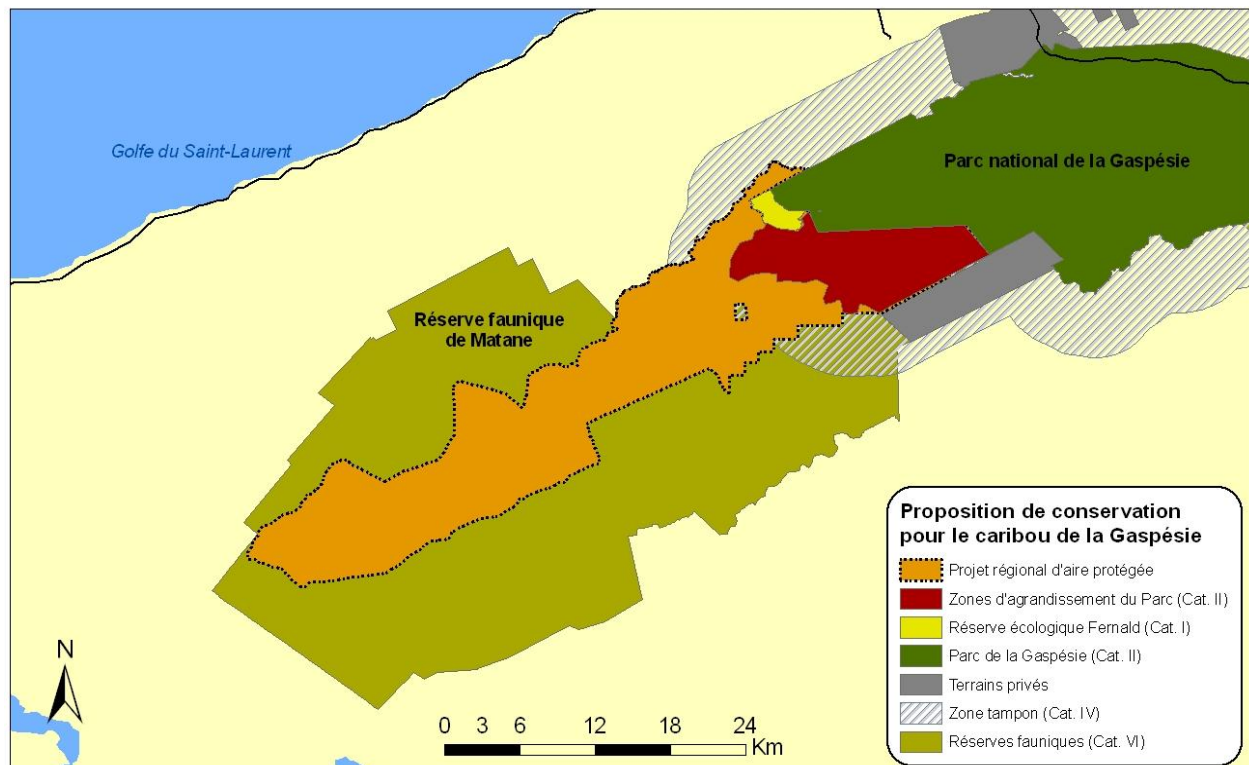 Golfe du Saint-Laurent
Parc national de la Gaspésie
Réserve faunique
de Matane
Proposition de conservation
pour le caribou de la Gaspésie
Projet régional d'aire protégée
Zones d'agrandissement du Parc (Cat. II)
Réserve écologique Fernald (Cat. I)
Parc de la Gaspésie (Cat. II)
Terrains privés
Zone tampon (Cat. IV)
Réserves fauniques (Cat. VI)
N
0 3 6 12 18 24
Km